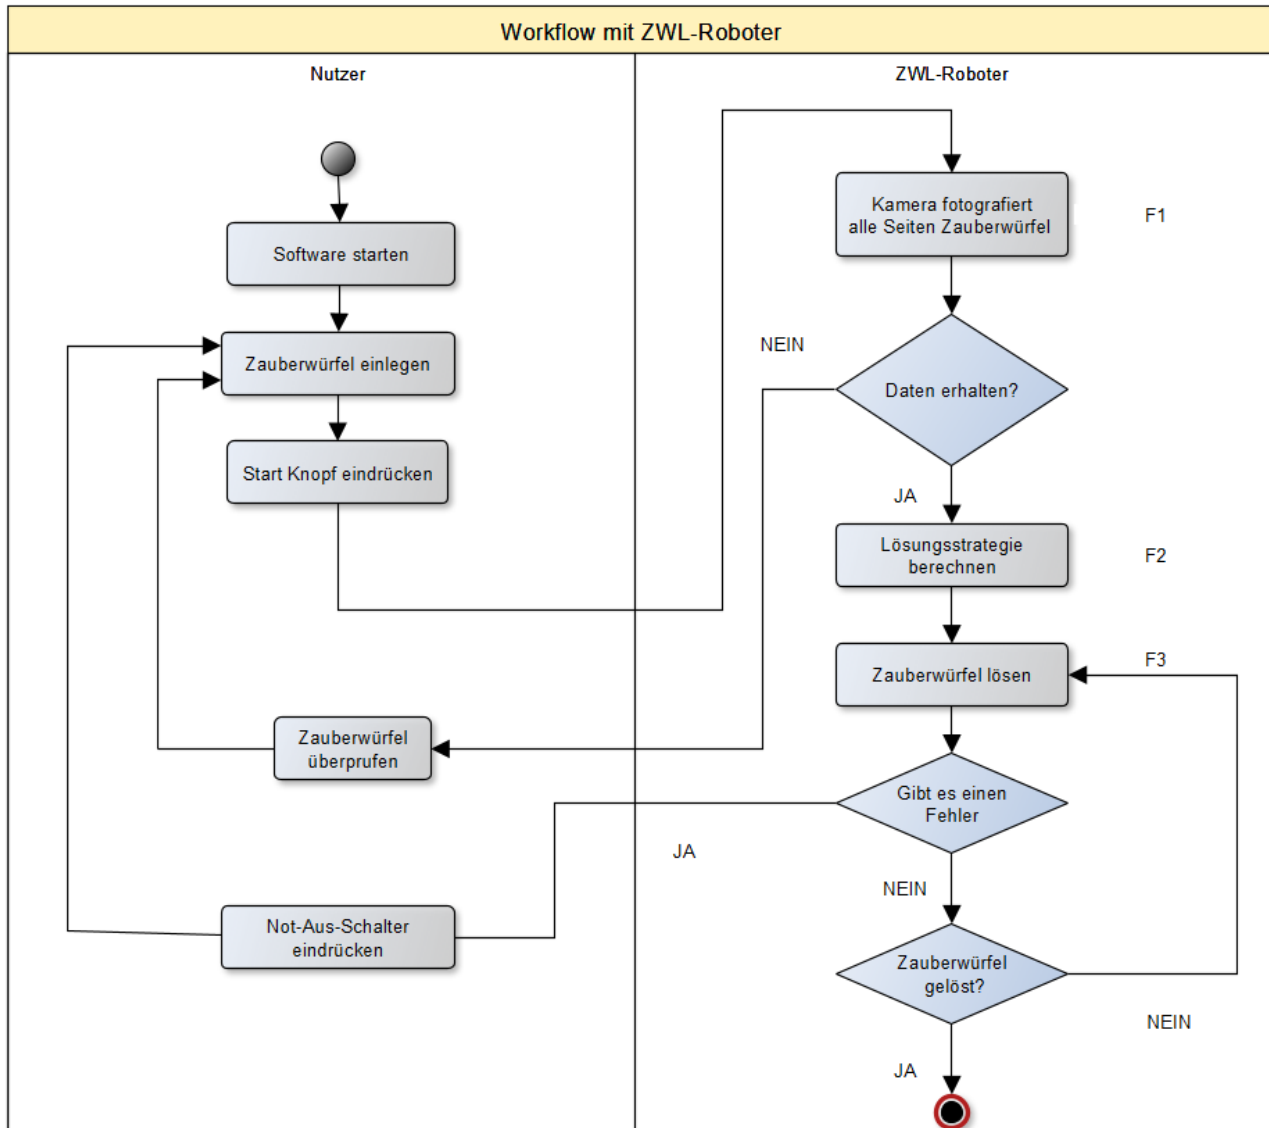 Workflow mit ZWL-Roboter
Nutzer
ZWL-Roboter
Software starten
Zauberwürfel einlegen
Start Knopf eindrücken
Zauberwürfel
überprufen
Not-Aus-Schalter
eindrücken
Kamera fotografiert
alle Seiten Zauberwürfel
F1
NEIN
Daten erhalten?
JA
Lösungsstrategie
berechnen
F2
Zauberwürfel lösen
F3
Gibt es einen
Fehler
JA
NEIN
Zauberwürfel
gelöst?
NEIN
JA